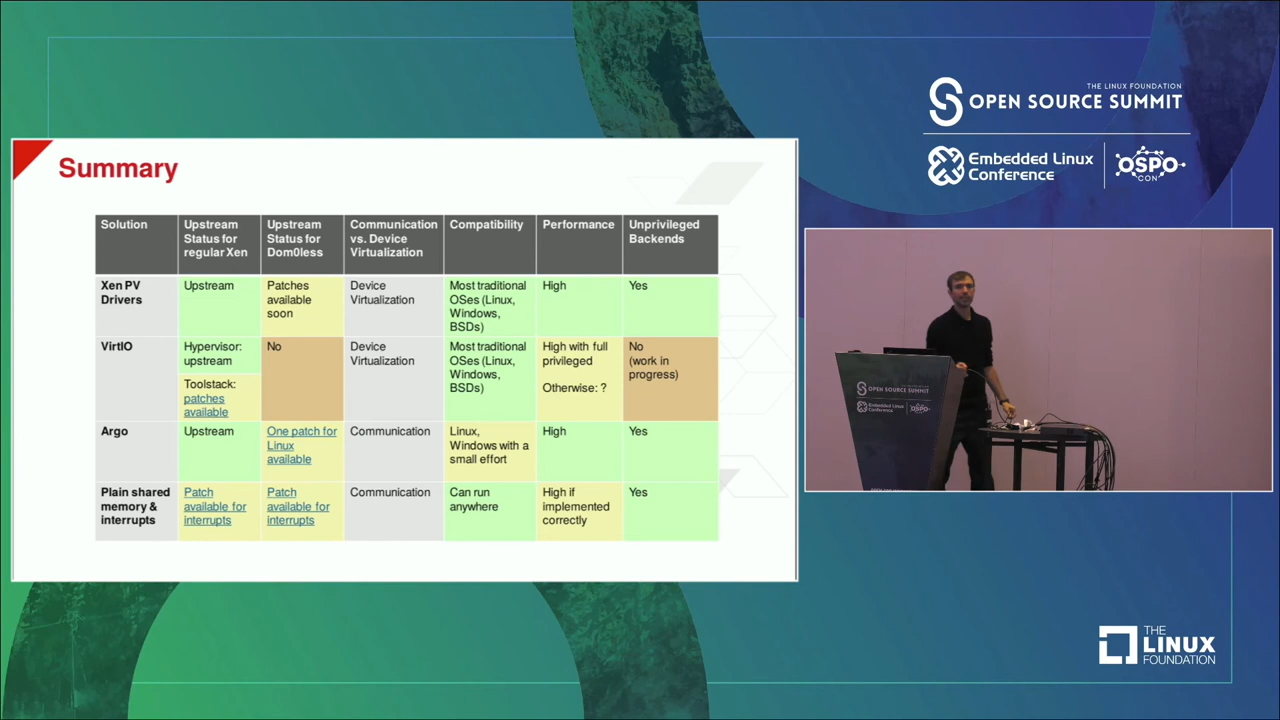 THE LINUX FOUNDATION
OPEN SOURCE SUMMIT
Embedded Linux
Conference
OSPO
CON
Summary
Solution
Upstream
Status for
regular Xen
Upstream
Status for
Dom0less
Communication
vs. Device
Virtualization
Compatibility
Performance
Unprivileged
Backends
Xen PV
Drivers
Upstream
Patches
available
soon
Device
Virtualization
Most traditional
OSes (Linux,
Windows,
BSDs)
High
Yes
VirtIO
Hypervisor:
upstream
Toolstack:
patches
available
No
Device
Virtualization
Most traditional
OSes (Linux,
Windows,
BSDs)
High with full
privileged
Otherwise: ?
No
(work in
progress)
Argo
Upstream
One patch for
Linux
available
Communication
Linux,
Windows with a
small effort
High
Yes
Plain shared
memory &
interrupts
Patch
available for
interrupts
Patch
available for
interrupts
Communication
Can run
anywhere
High if
implemented
correctly
Yes
OPEN SOURCE SUMMIT
Embedded Linux
Conference
OSPO
CON
THE
LINUX
FOUNDATION